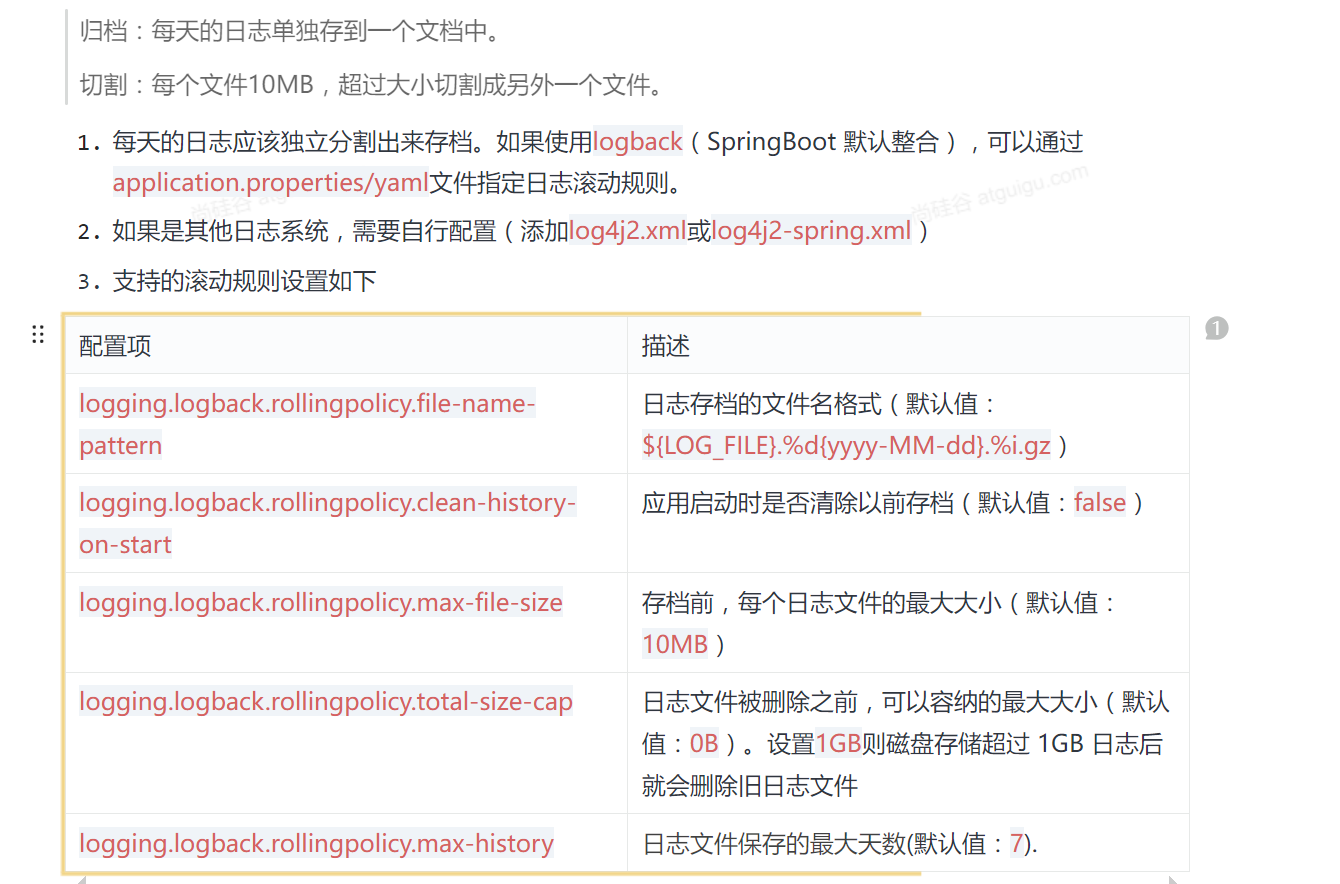 归档：每天的日志单独存到一个文档中。
切割：每个文件10MB，超过大小切割成另外一个文件。
1. 每天的日志应该独立分割出来存档。如果使用logback（SpringBoot 默认整合），可以通过
application.properties/yaml文件指定日志滚动规则。
尚硅谷 atguigu.com
尚硅谷 atguigu.com
2. 如果是其他日志系统，需要自行配置（添加log4j2.xml或log4j2-spring.xml）
3. 支持的滚动规则设置如下
1
配置项
描述
logging.logback.rollingpolicy.file-name-
pattern
日志存档的文件名格式（默认值：
${LOG_FILE}.%d{yyyy-MM-dd}.%i.gz）
logging.logback.rollingpolicy.clean-history-
on-start
应用启动时是否清除以前存档（默认值：false）
logging.logback.rollingpolicy.max-file-size
存档前，每个日志文件的最大大小（默认值：
10MB）
logging.logback.rollingpolicy.total-size-cap
日志文件被删除之前，可以容纳的最大大小（默认
值：0B）。设置1GB则磁盘存储超过 1GB 日志后
就会删除旧日志文件
logging.logback.rollingpolicy.max-history
日志文件保存的最大天数(默认值：7).